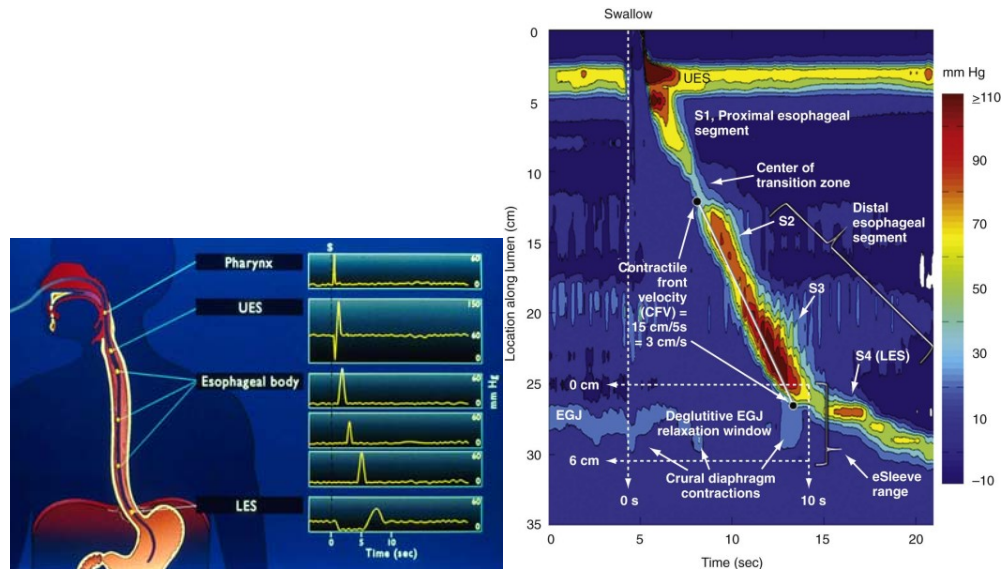 S
Pharynx
60
0
UES
150
60
0
Esophageal body
60
0
mm Hg
60
0
60
0
LES
60
0
0 5 10
Time (sec)
Swallow
mm Hg
Location along lumen (cm)
0
5
10
15
20
25
30
35
UES
S1, Proximal esophageal
segment
Center of
transition zone
S2
Distal
esophageal
segment
Contractile
front
velocity
(CFV) =
15 cm/5s
= 3 cm/s
S3
S4 (LES)
0 cm
EGJ
Deglutitive EGJ
relaxation window
6 cm
Crural diaphragm
contractions
eSleeve
range
0 s
10 s
0 5 10 15 20
Time (sec)
≥110
90
70
50
30
10
−10